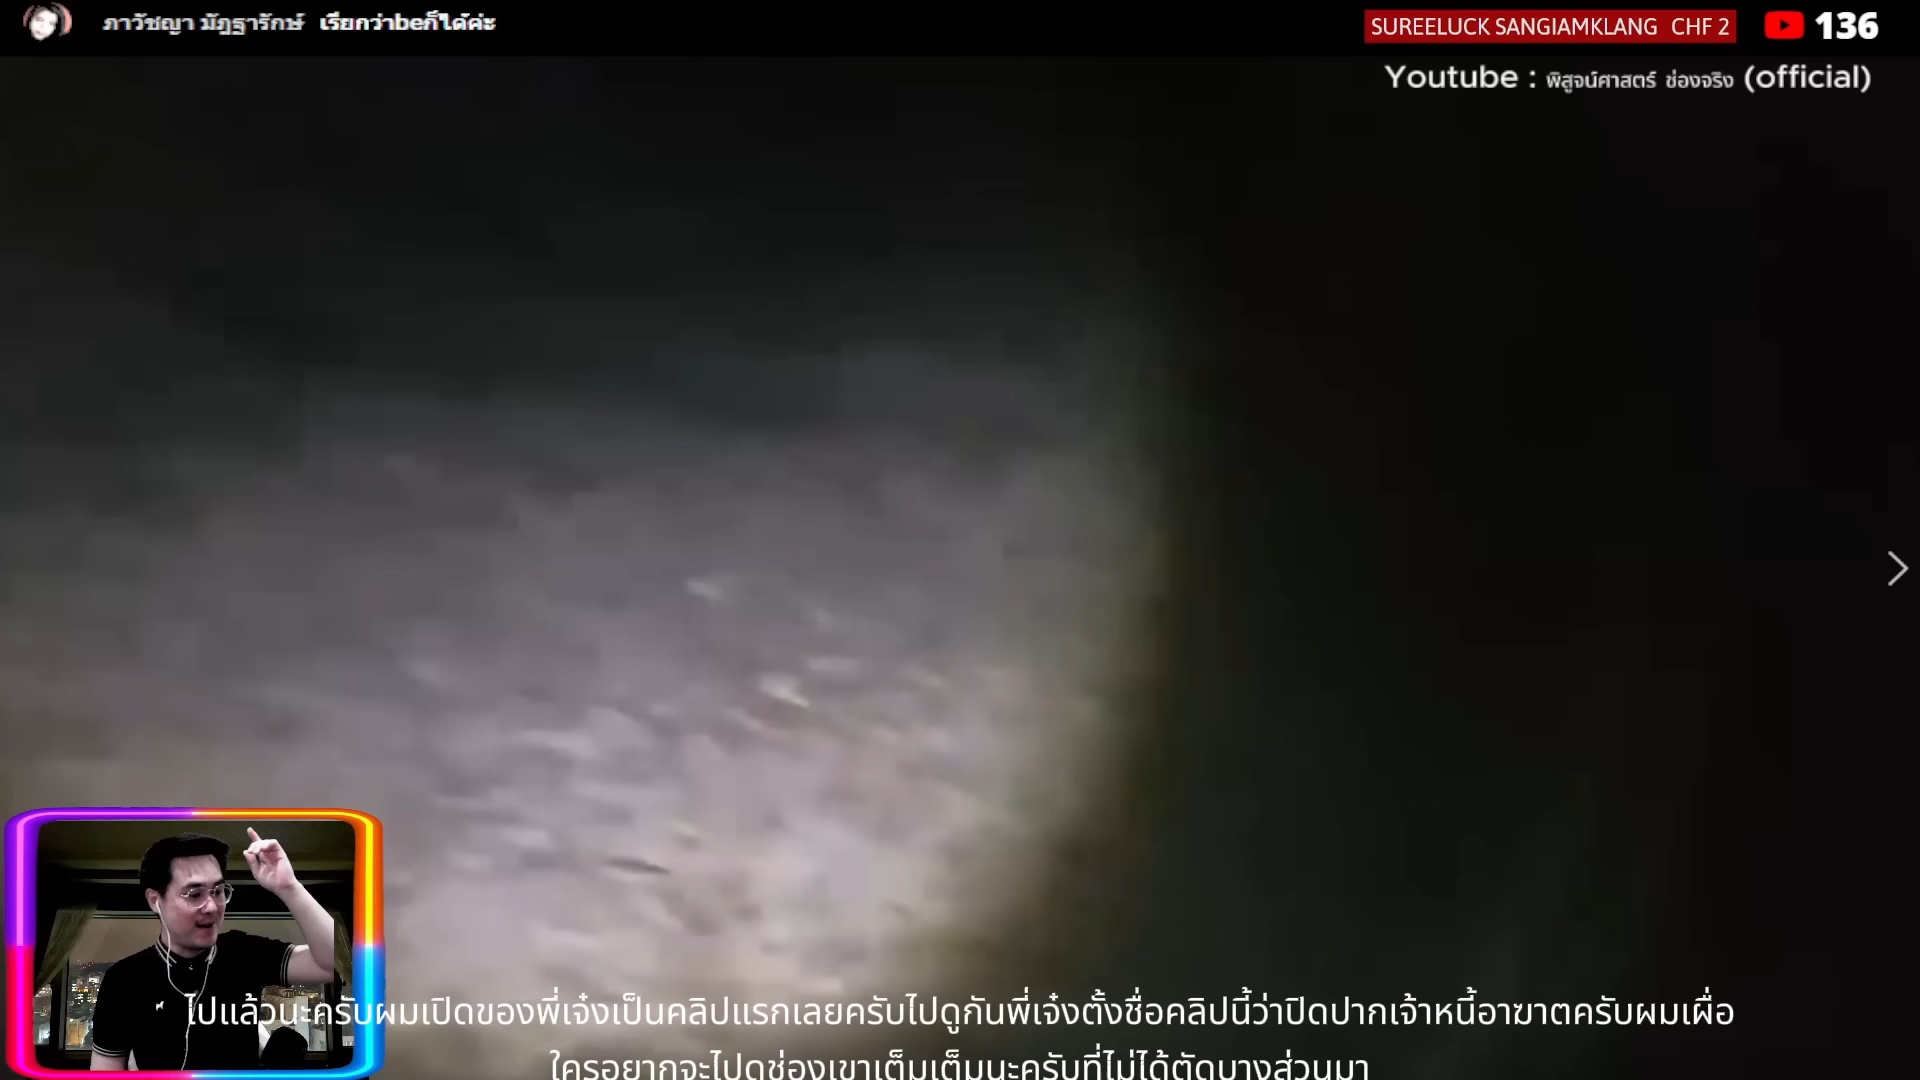 ภาวัชญา มัฎฐารักษ์ เรียกว่าbeก็ได้ค่ะ
SUREELUCK SANGIAMKLANG CHF 2
136
Youtube : พิสูจน์ศาสตร์ ช่องจริง (official)
ไปแล้วนะครับผมเปิดของพี่เจ๋งเป็นคลิปแรกเลยครับไปดูกันพี่เจ๋งตั้งชื่อคลิปนี้ว่าปิดปากเจ้าหนี้อาฆาตครับผมเผื่อ
ใครอยากจะไปดูช่องเขาเต็มเต็มนะครับที่ไม่ได้ตัดบางส่วนมา